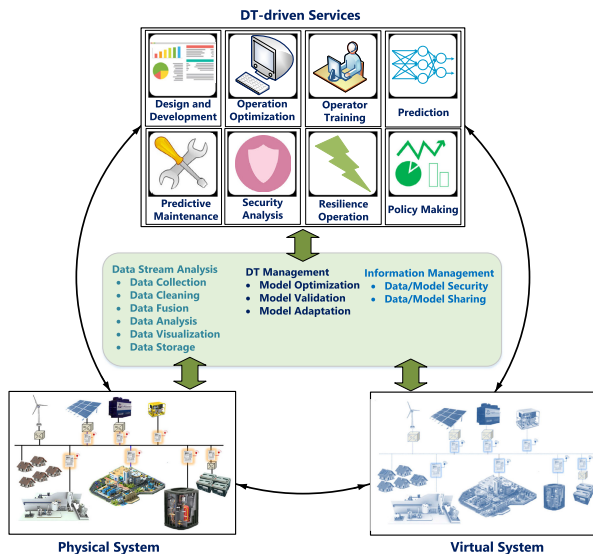 DT-driven Services
Design and
Development
Operation
Optimization
Operator
Training
Prediction
Predictive
Maintenance
Security
Analysis
Resilience
Operation
Policy Making
Data Stream Analysis
• Data Collection
• Data Cleaning
• Data Fusion
• Data Analysis
• Data Visualization
• Data Storage
DT Management
• Model Optimization
• Model Validation
• Model Adaptation
Information Management
• Data/Model Security
• Data/Model Sharing
Physical System
Virtual System